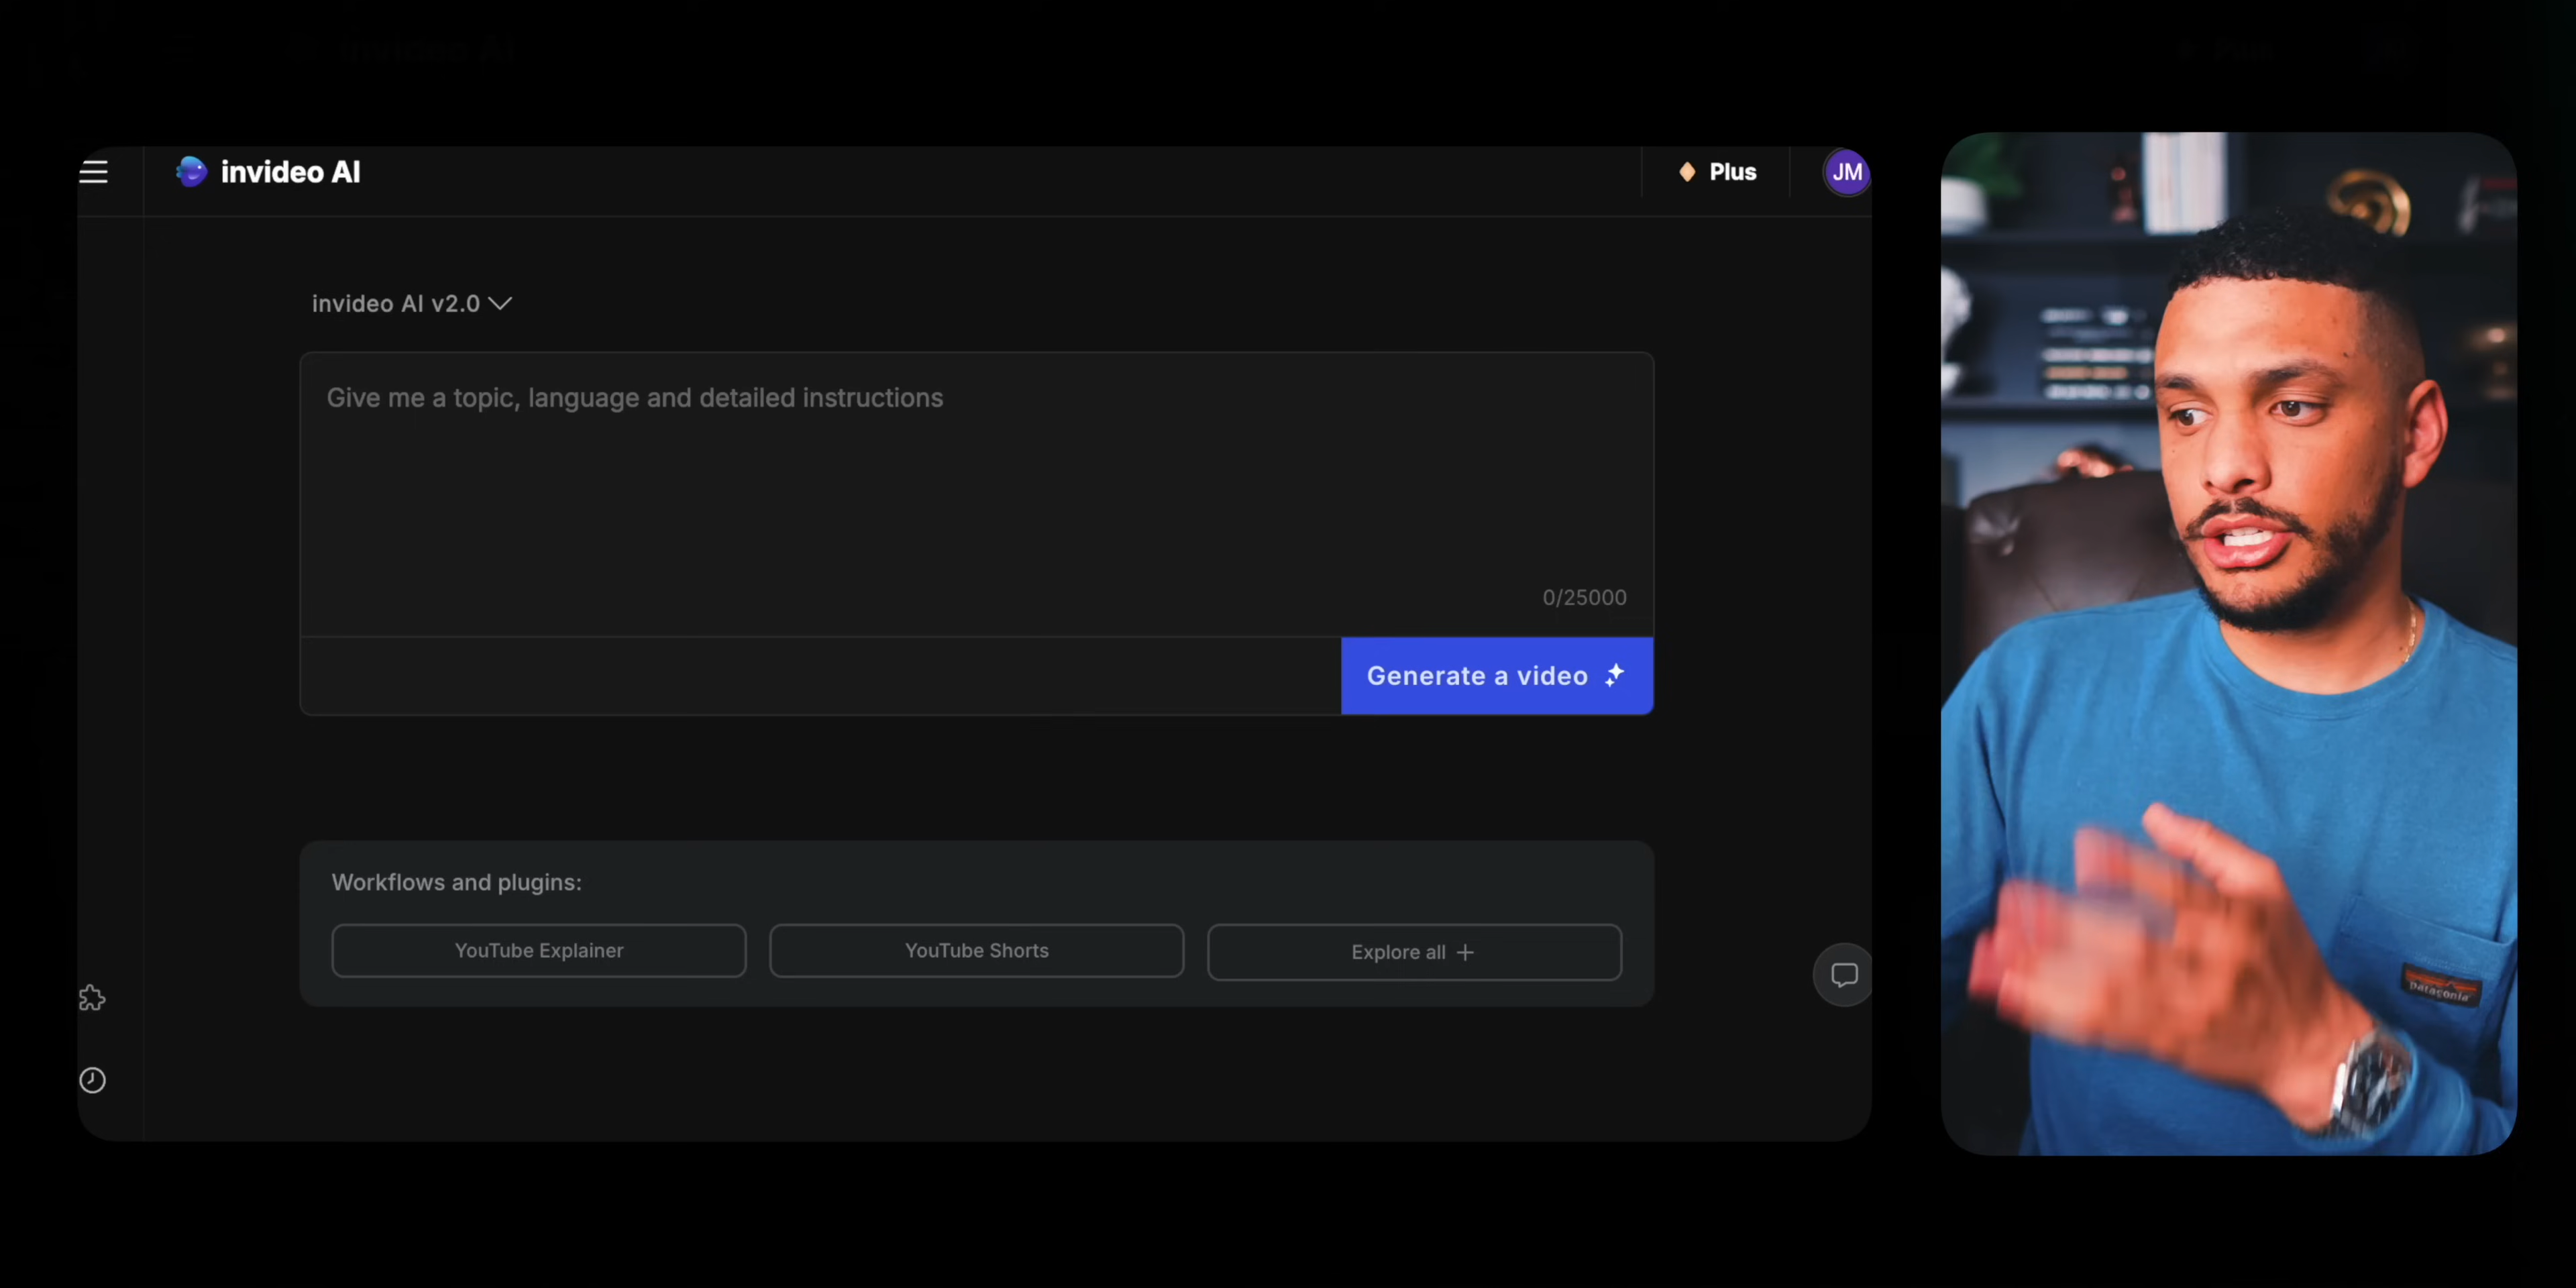 invideo AI
Plus
JM
invideo AI v2.0
Give me a topic, language and detailed instructions
0/25000
Generate a video
Workflows and plugins:
YouTube Explainer
YouTube Shorts
Explore all +
patagonia